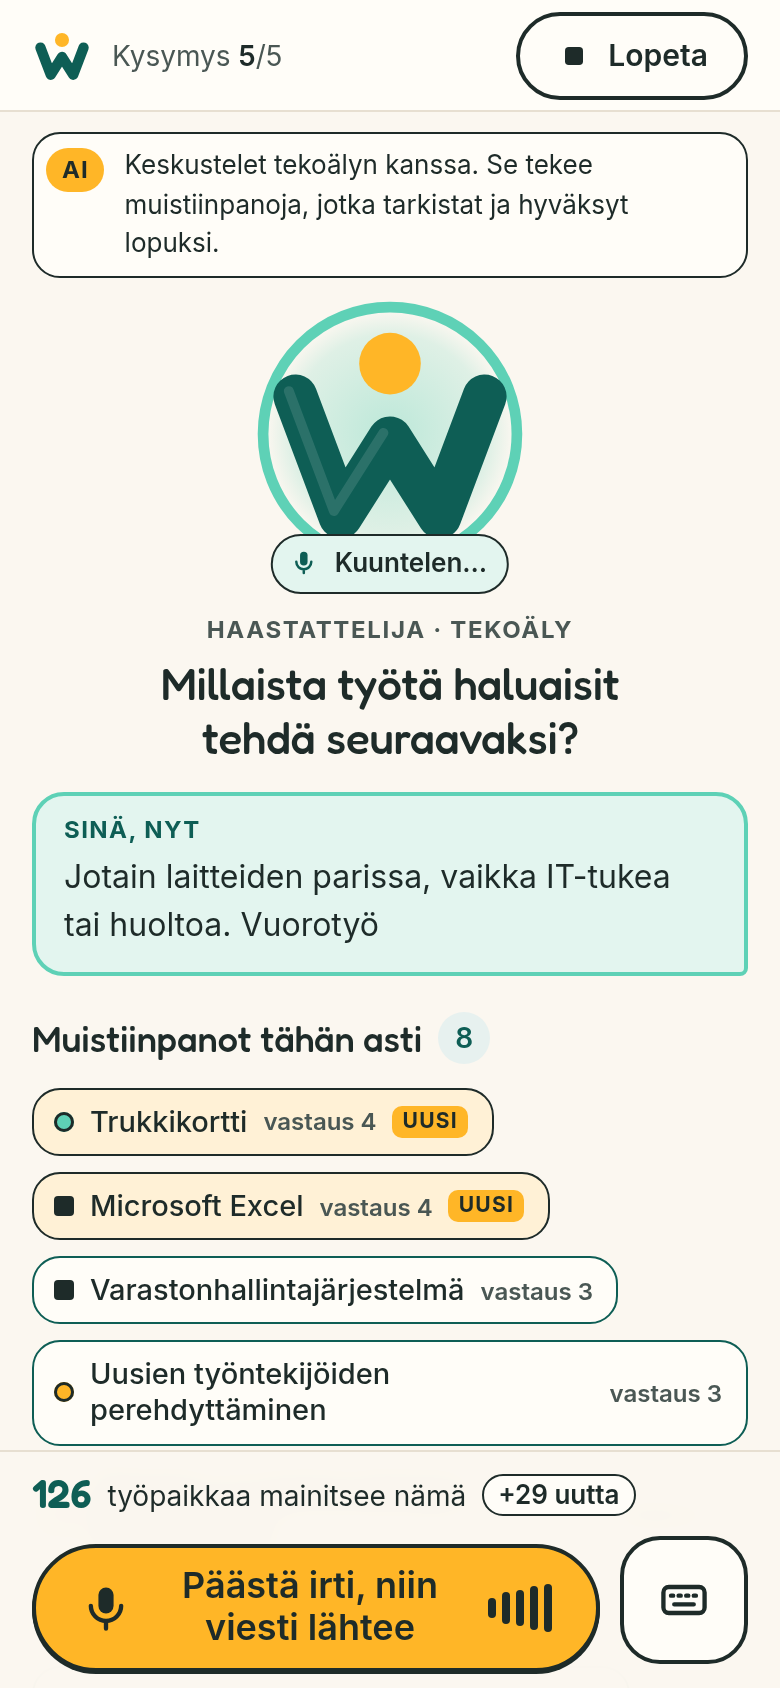 Kysymys 5/5
Lopeta
AI
Keskustelet tekoälyn kanssa. Se tekee
muistiinpanoja, jotka tarkistat ja hyväksyt
lopuksi.
Kuuntelen...
HAASTATTELIJA · TEKOÄLY
Millaista työtä haluaisit
tehdä seuraavaksi?
SINÄ, NYT
Jotain laitteiden parissa, vaikka IT-tukea
tai huoltoa. Vuorotyö
Muistiinpanot tähän asti 8
Trukkikortti vastaus 4 UUSI
Microsoft Excel vastaus 4 UUSI
Varastonhallintajärjestelmä vastaus 3
Uusien työntekijöiden
perehdyttäminen
vastaus 3
126 työpaikkaa mainitsee nämä +29 uutta
Päästä irti, niin
viesti lähtee